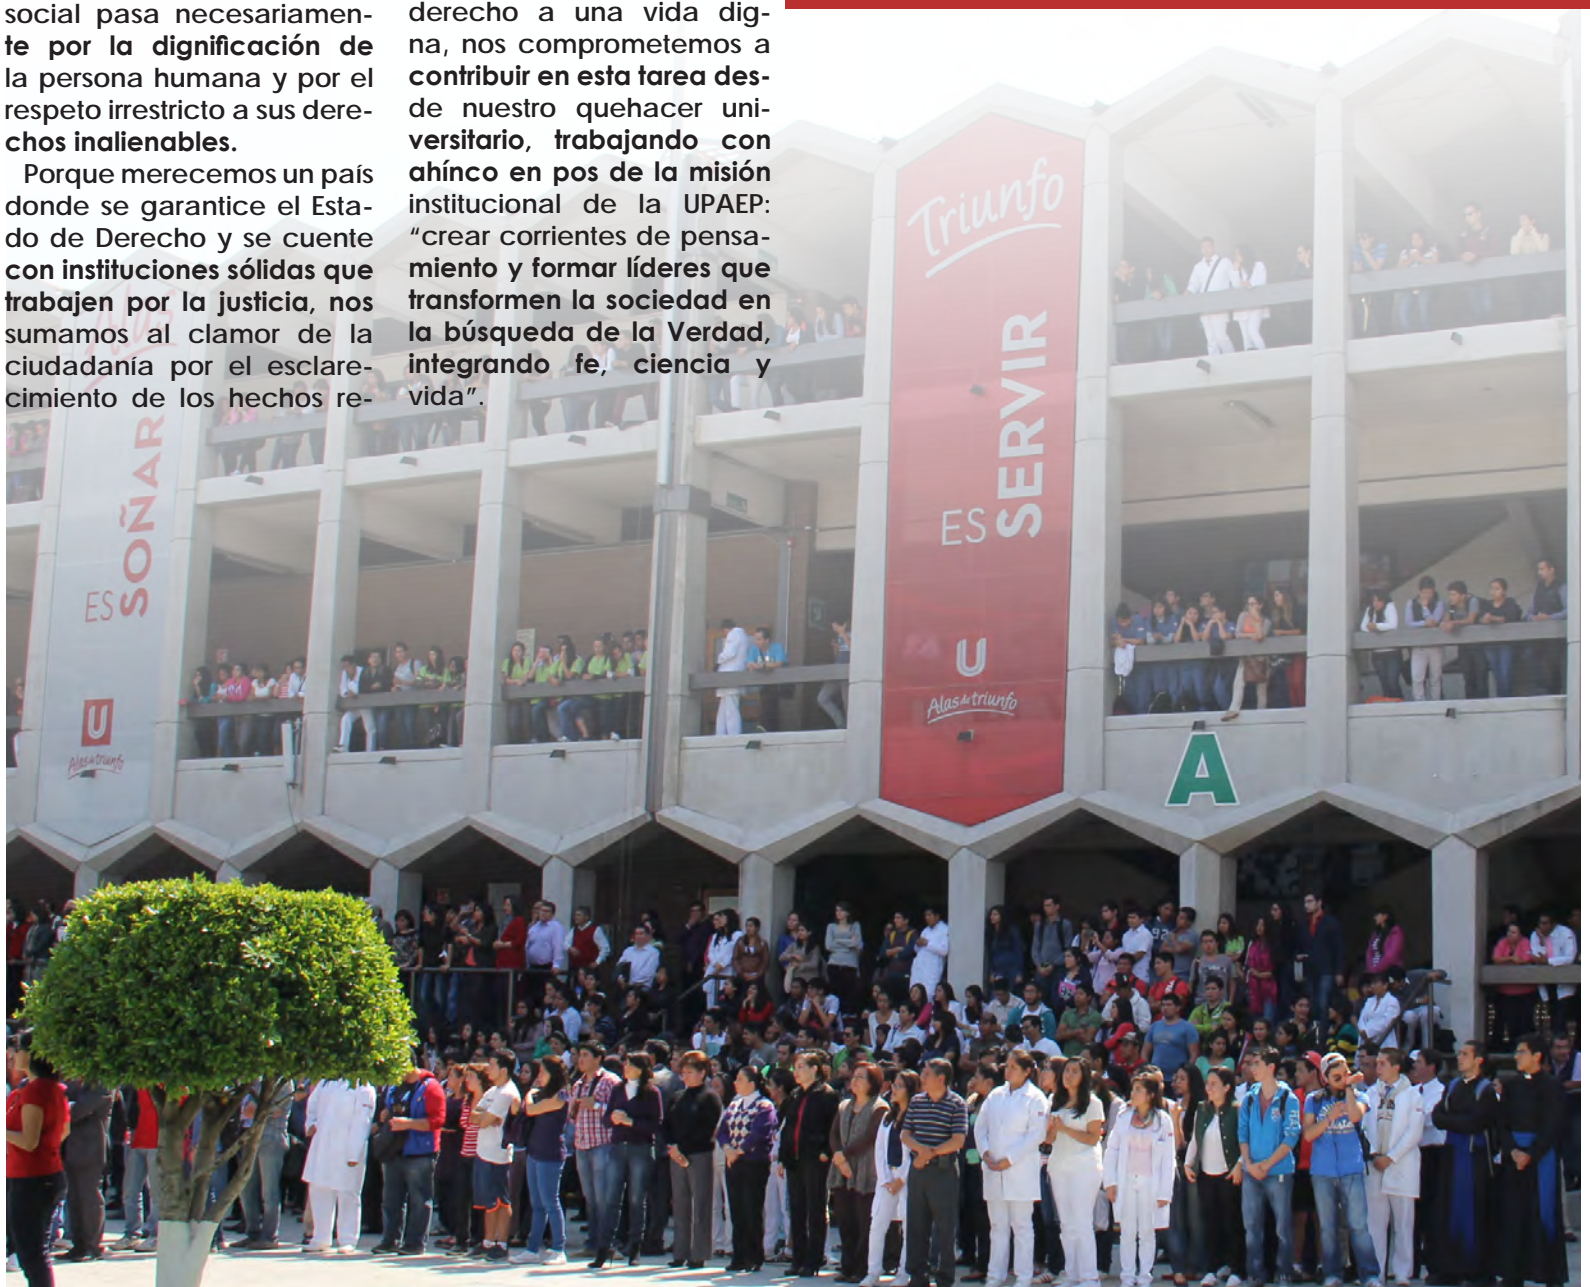 social pasa necesariamen-
te por la dignificación de
la persona humana y por el
respeto irrestricto a sus dere-
chos inalienables.
Porque merecemos un país
donde se garantice el Esta-
do de Derecho y se cuente
con instituciones sólidas que
trabajen por la justicia, nos
sumamos al clamor de la
ciudadanía por el esclare-
cimiento de los hechos re-
derecho a una vida dig-
na, nos comprometemos a
contribuir en esta tarea des-
de nuestro quehacer uni-
versitario, trabajando con
ahínco en pos de la misión
institucional de la UPAEP:
“crear corrientes de pensa-
miento y formar líderes que
transformen la sociedad en
la búsqueda de la Verdad,
integrando fe, ciencia y
vida”.
Alas
ES SOÑAR
U
Alas de triunfo
Triunfo
ES SERVIR
U
Alas de triunfo
A
92